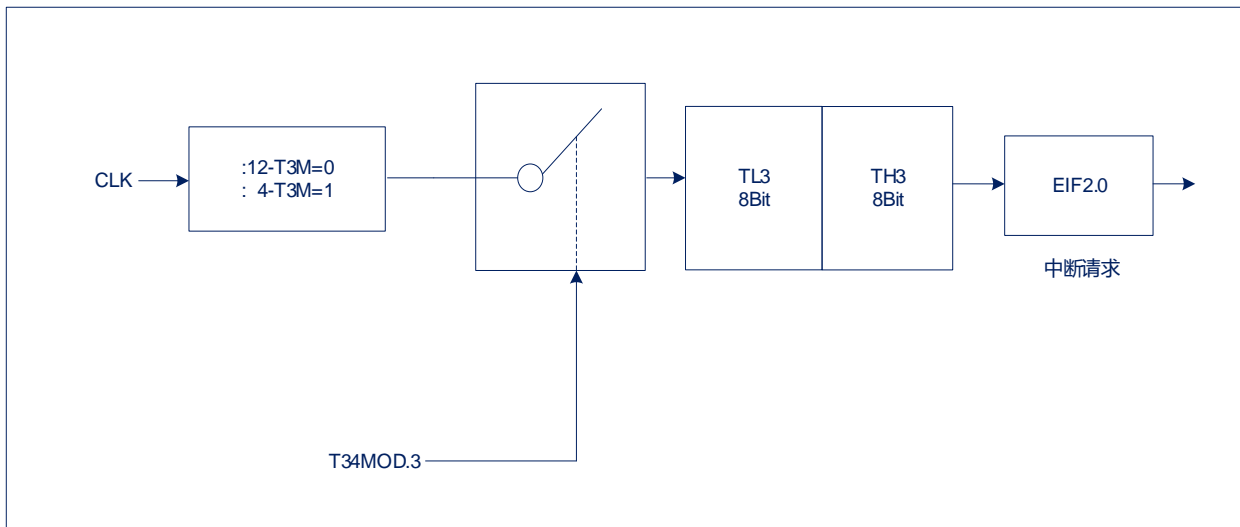 CLK
:12-T3M=0
: 4-T3M=1
TL3
8Bit
TH3
8Bit
EIF2.0
中断请求
T34MOD.3